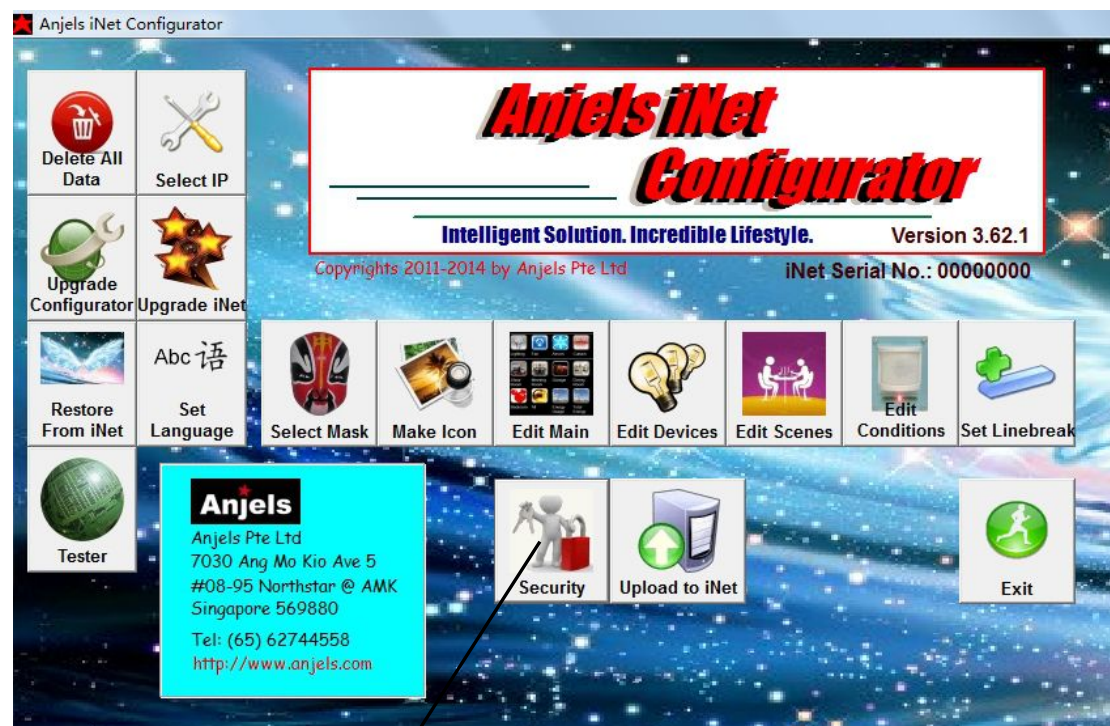 Anjels iNet Configurator
Delete All
Data
Select IP
Anjels iNet
Configurator
Intelligent Solution. Incredible Lifestyle.
Version 3.62.1
Copyrights 2011-2014 by Anjels Pte Ltd
iNet Serial No.: 00000000
Upgrade
Configurator
Upgrade iNet
Restore
From iNet
Abc 语
Set
Language
Select Mask
Make Icon
Edit Main
Edit Devices
Edit Scenes
Edit
Conditions
Set Linebreak
Tester
Anjels
Anjels Pte Ltd
7030 Ang Mo Kio Ave 5
#08-95 Northstar @ AMK
Singapore 569880
Tel: (65) 62744558
http://www.anjels.com
Security
Upload to iNet
Exit